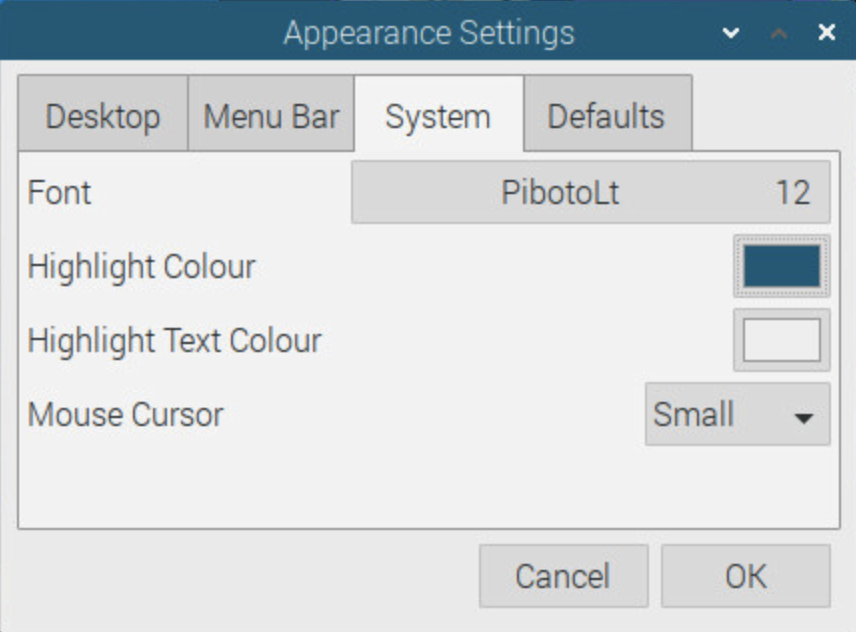 Appearance Settings
Desktop Menu Bar System Defaults
Font PibotoLt 12
Highlight Colour
Highlight Text Colour
Mouse Cursor Small
Cancel OK